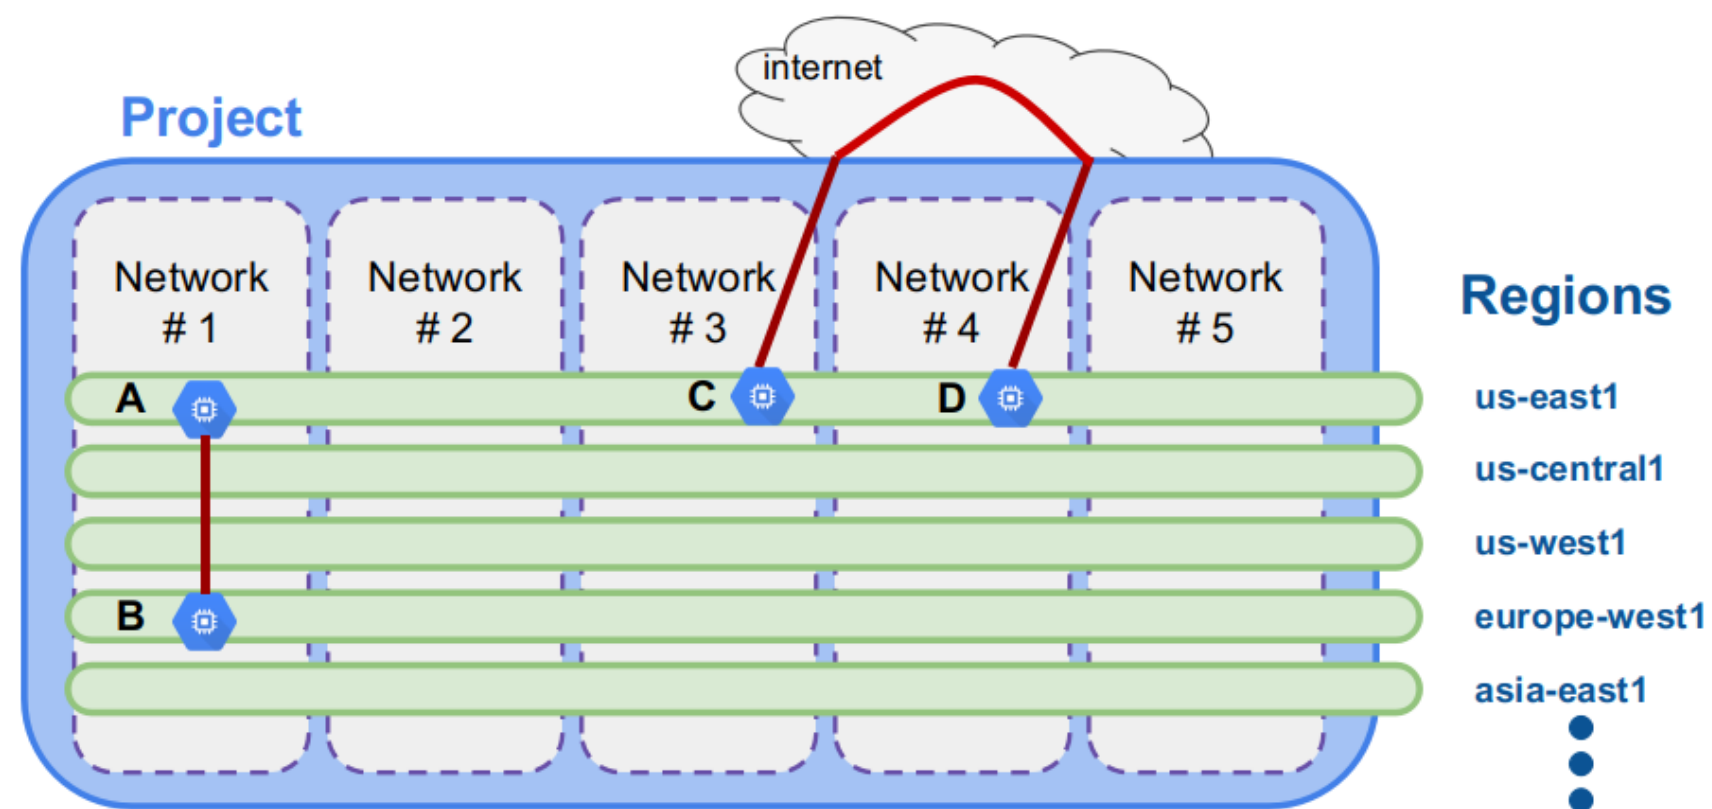 internet
Project
Network
# 1
Network
# 2
Network
# 3
Network
# 4
Network
# 5
Regions
A
C
D
us-east1
us-central1
us-west1
B
europe-west1
asia-east1